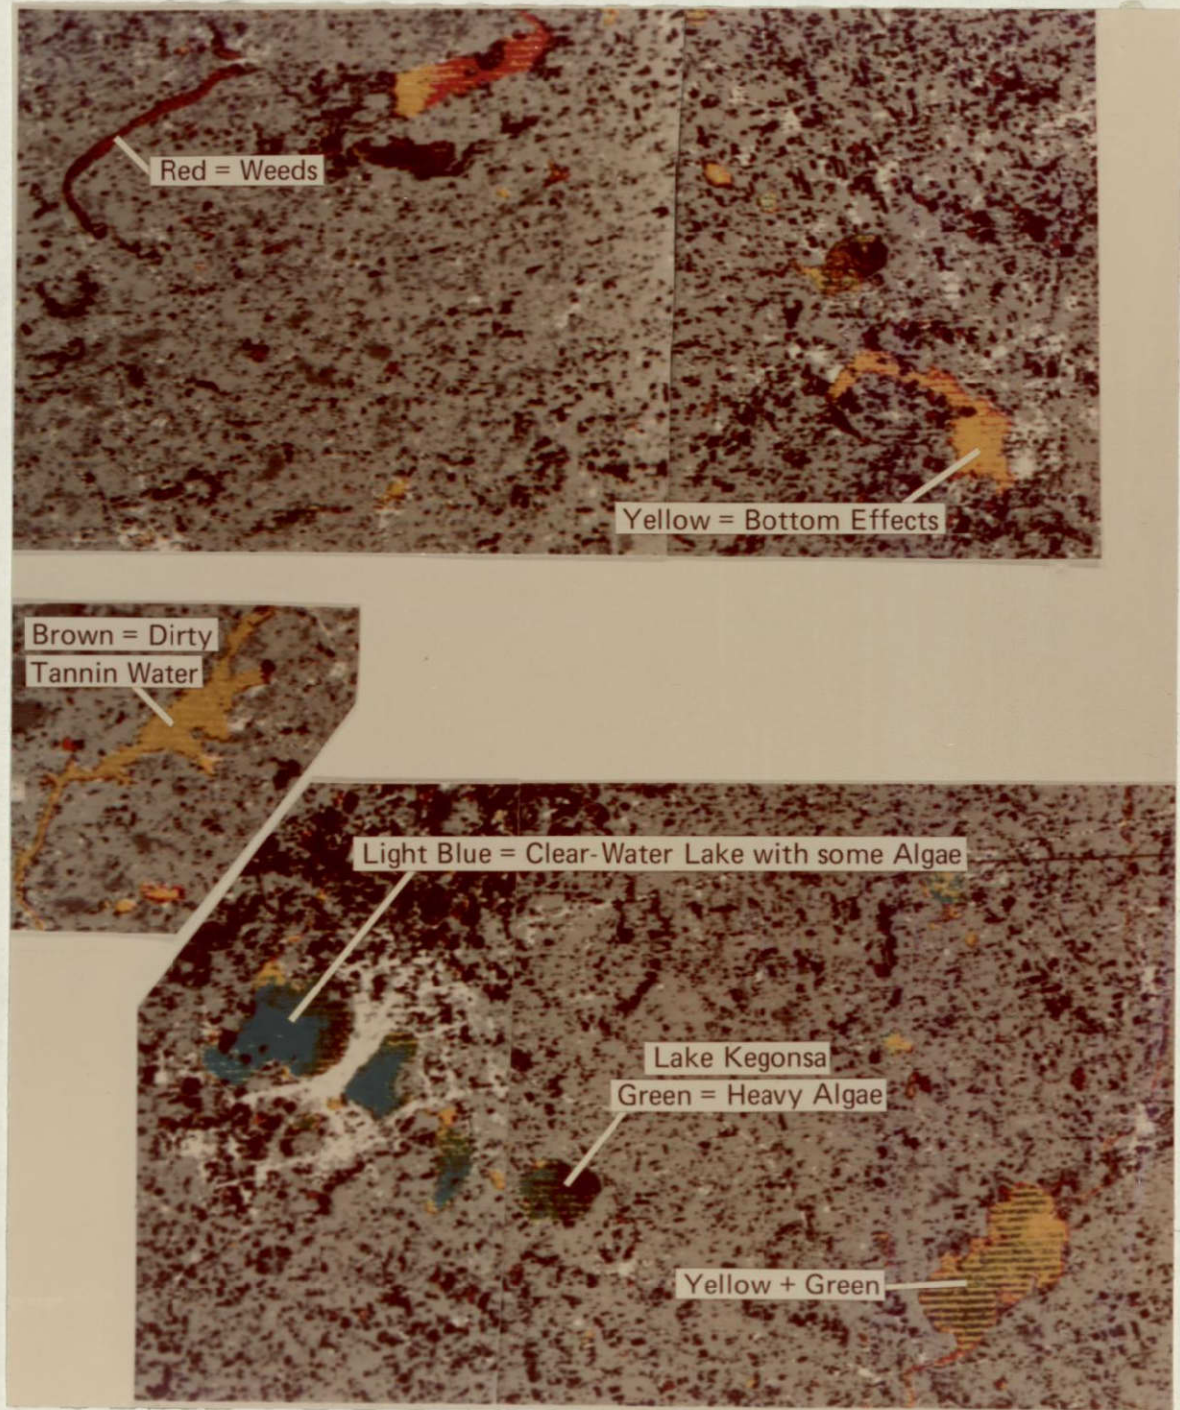 Red = Weeds
Yellow = Bottom Effects
Brown = Dirty
Tannin Water
Light Blue = Clear-Water Lake with some Algae
Lake Kegonsa
Green = Heavy Algae
Yellow + Green